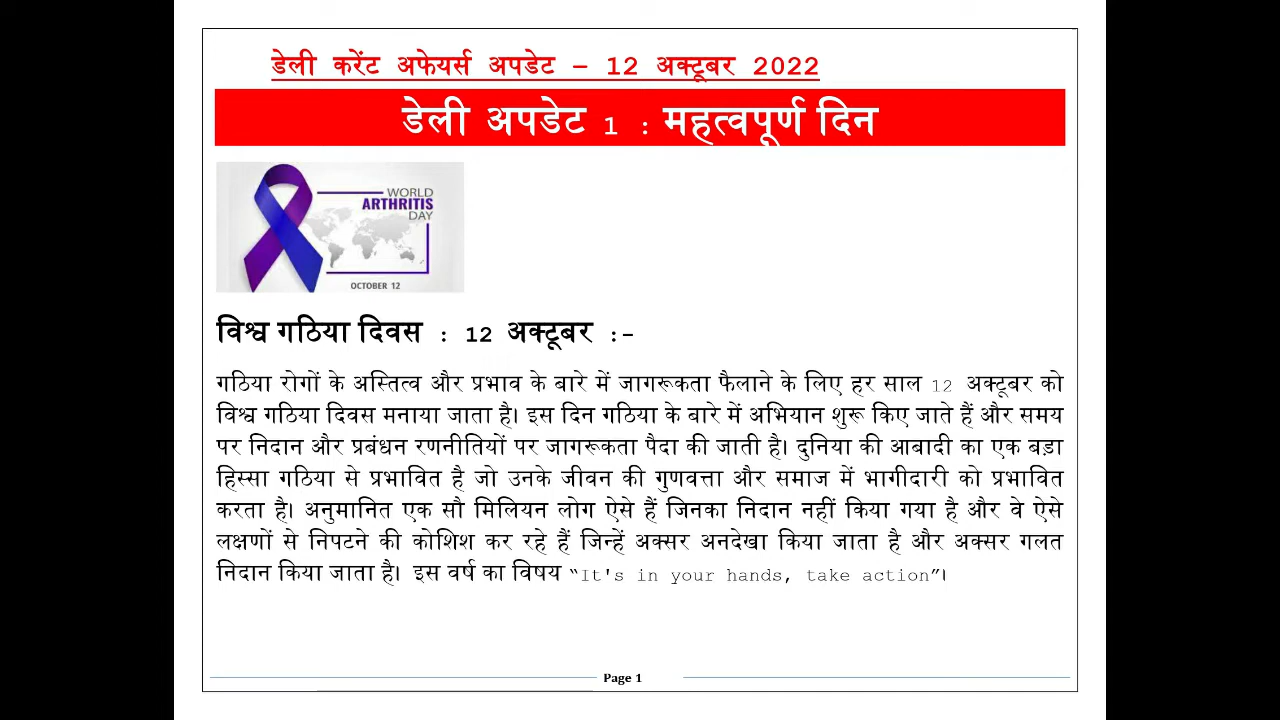 डेली करेंट अफेयर्स अपडेट – 12 अक्टूबर 2022
डेली अपडेट 1 : महत्वपूर्ण दिन
WORLD
ARTHRITIS
DAY
OCTOBER 12
विश्व गठिया दिवस : 12 अक्टूबर :-
गठिया रोगों के अस्तित्व और प्रभाव के बारे में जागरूकता फैलाने के लिए हर साल 12 अक्टूबर को
विश्व गठिया दिवस मनाया जाता है। इस दिन गठिया के बारे में अभियान शुरू किए जाते हैं और समय
पर निदान और प्रबंधन रणनीतियों पर जागरूकता पैदा की जाती है। दुनिया की आबादी का एक बड़ा
हिस्सा गठिया से प्रभावित है जो उनके जीवन की गुणवत्ता और समाज में भागीदारी को प्रभावित
करता है। अनुमानित एक सौ मिलियन लोग ऐसे हैं जिनका निदान नहीं किया गया है और वे ऐसे
लक्षणों से निपटने की कोशिश कर रहे हैं जिन्हें अक्सर अनदेखा किया जाता है और अक्सर गलत
निदान किया जाता है। इस वर्ष का विषय “It's in your hands, take action”।
Page 1